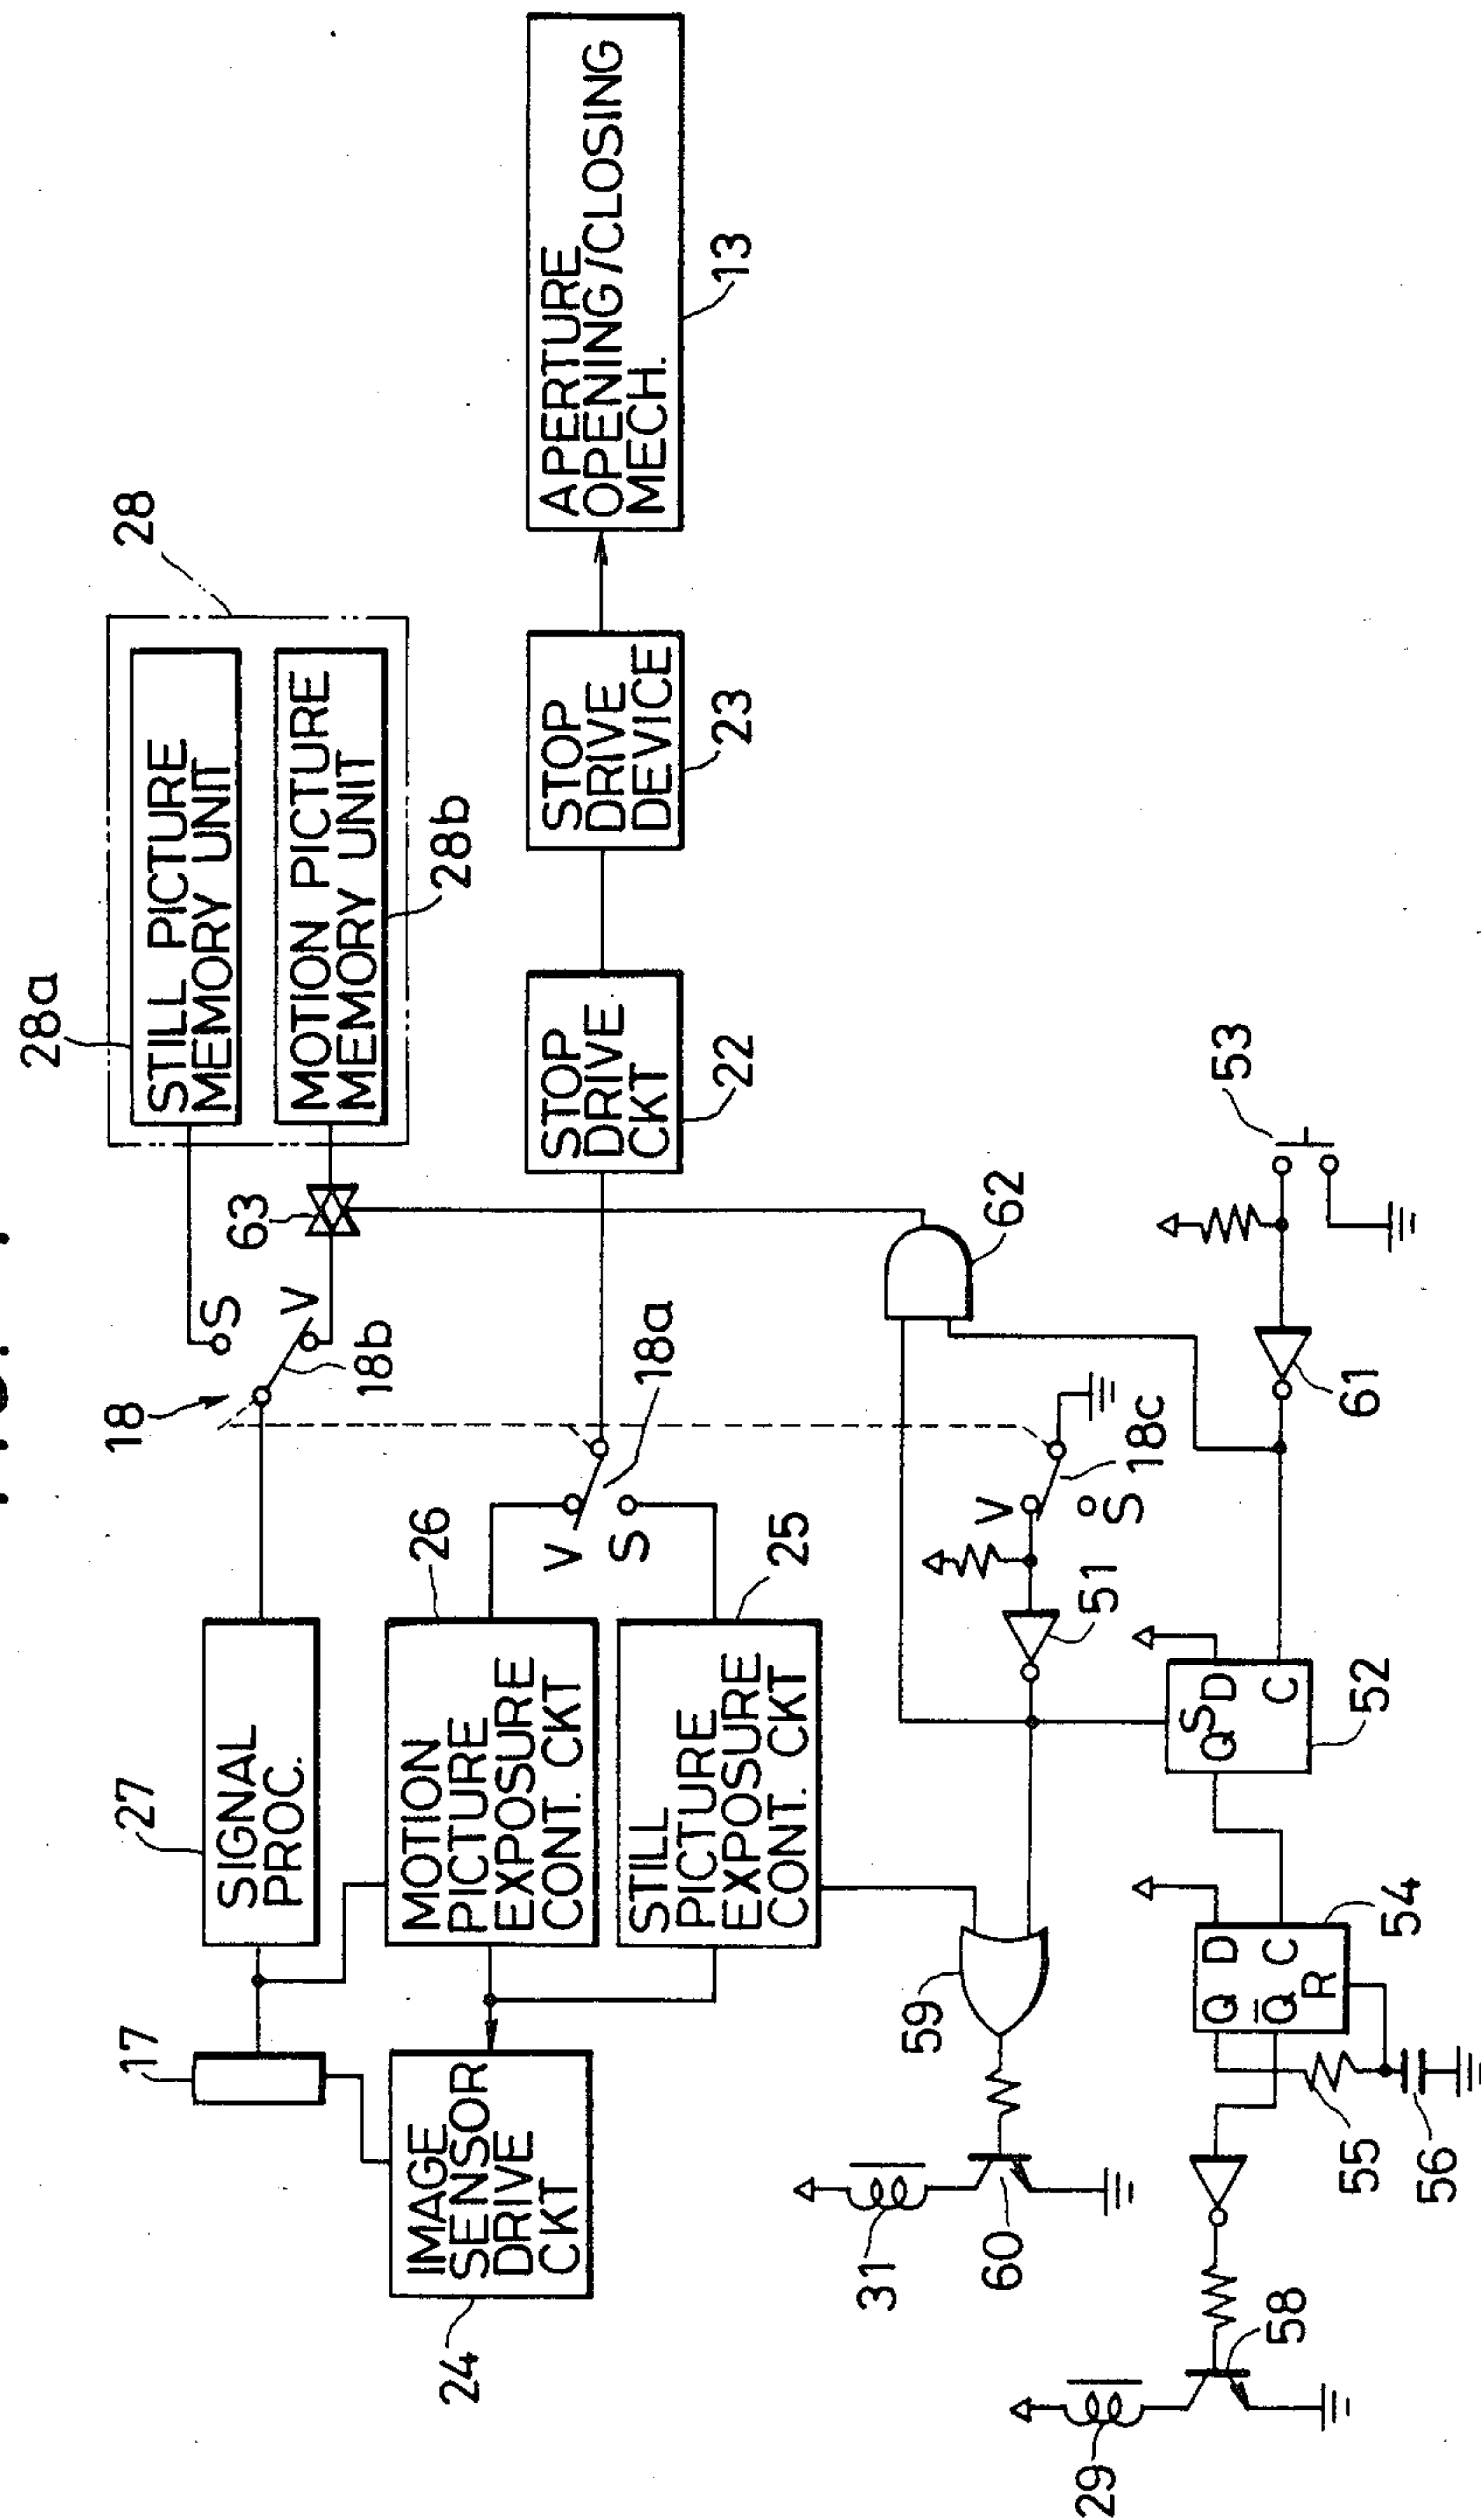 28a
STILL PICTURE
MEMORY UNIT
28
MOTION PICTURE
MEMORY UNIT
28b
63
S
V
18
18b
27
SIGNAL
PROC.
17
26
MOTION
PICTURE
EXPOSURE
CONT. CKT
STILL
PICTURE
EXPOSURE
CONT. CKT
25
V
S
18a
STOP
DRIVE
CKT
22
STOP
DRIVE
DEVICE
23
APERTURE
OPENING/CLOSING
MECH.
13
IMAGE
SENSOR
DRIVE
CKT
24
59
31
60
V
S
18c
51
62
53
61
S
D
Q
C
52
Q
D
Q̅
C
R
54
55
56
29
58